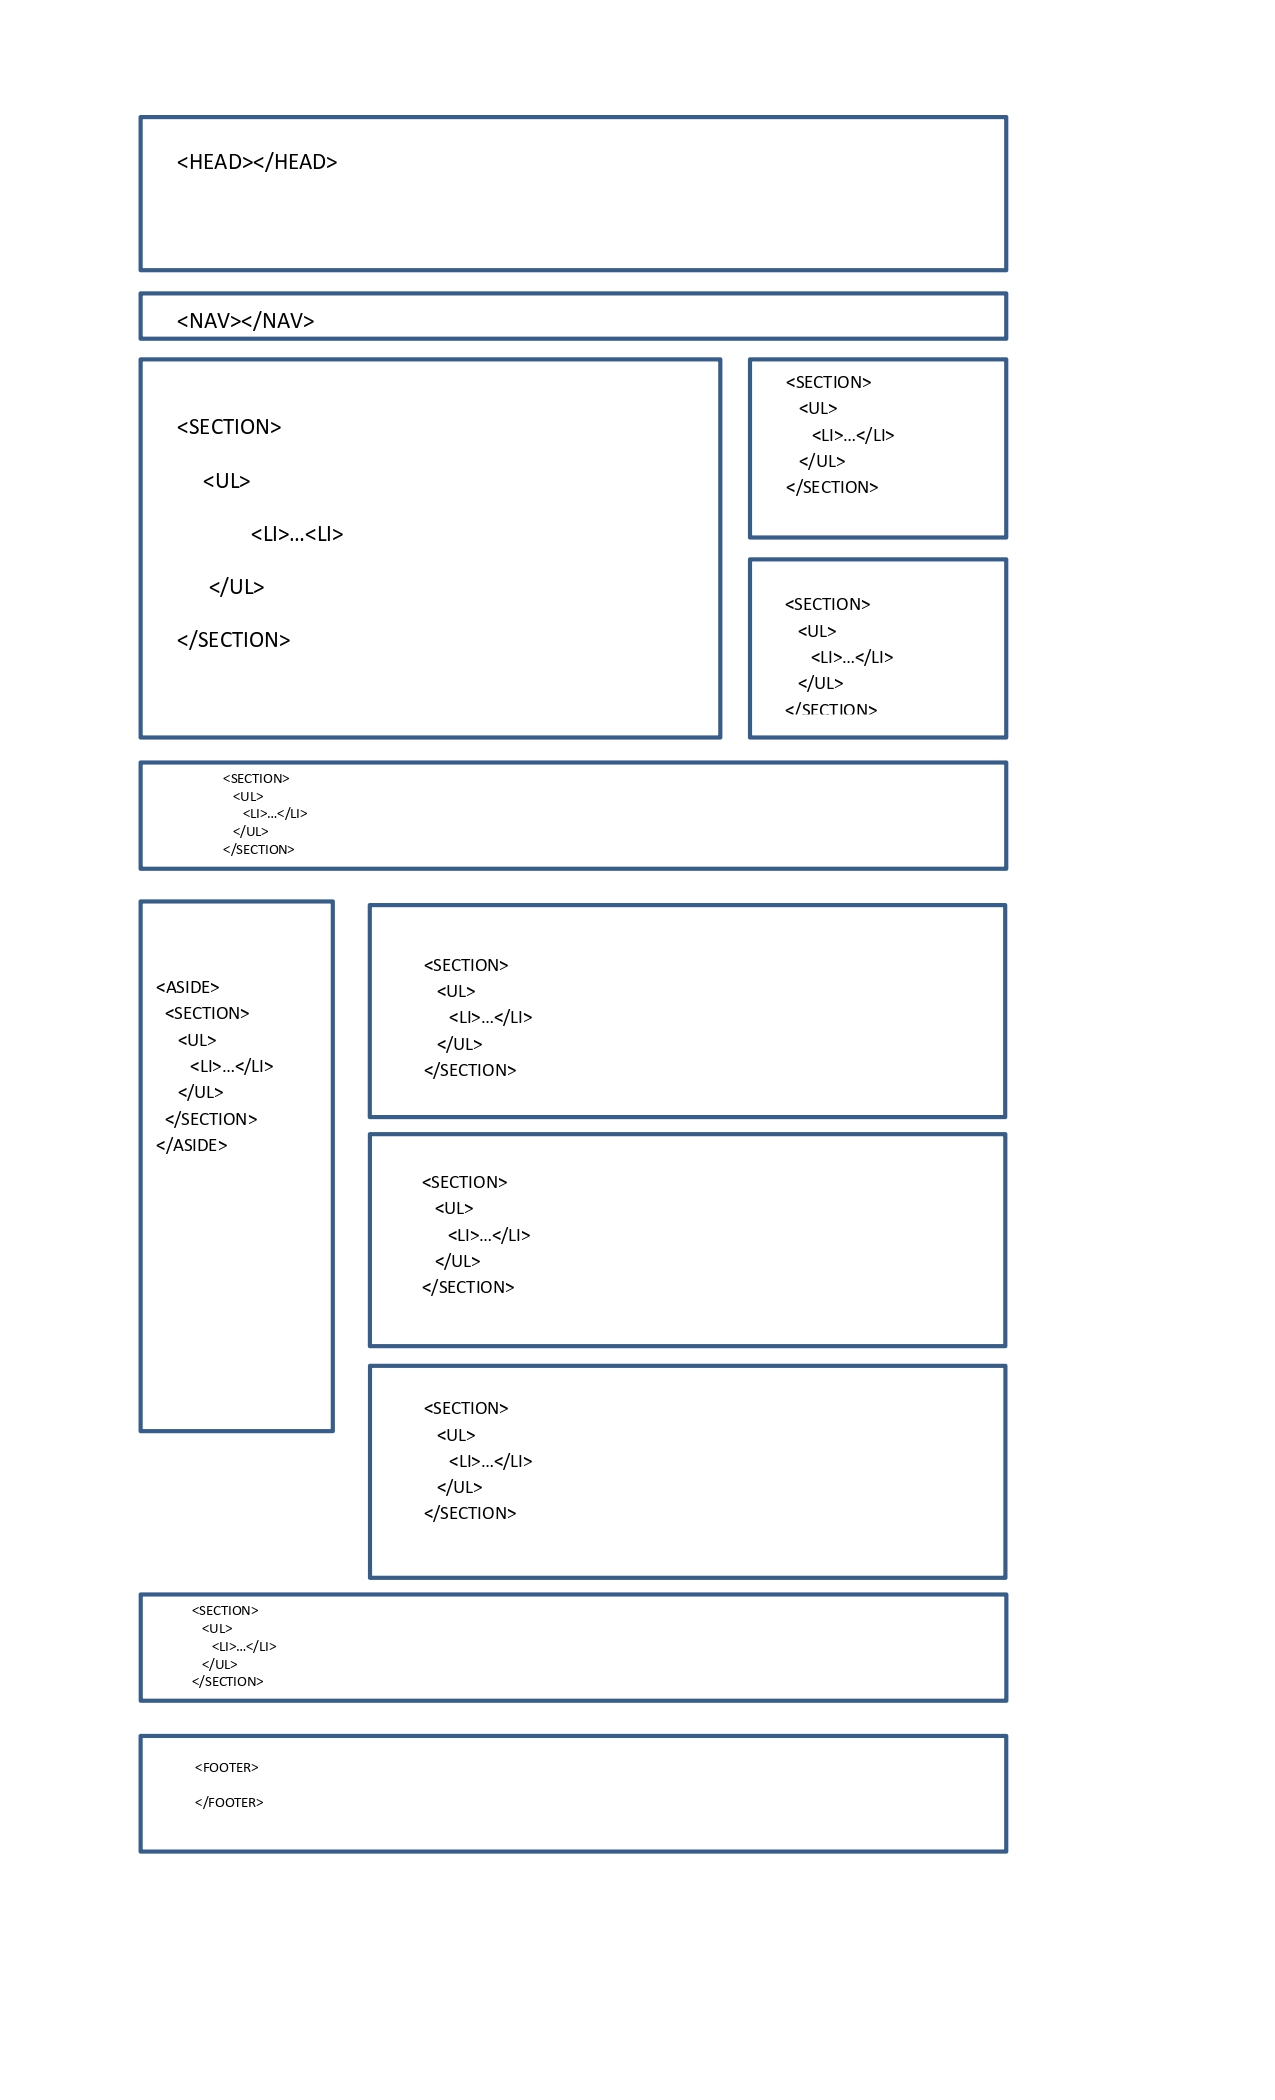 <HEAD></HEAD>
<NAV></NAV>
<SECTION>
<UL>
<LI>...<LI>
</UL>
</SECTION>
<SECTION>
<UL>
<LI>...</LI>
</UL>
</SECTION>
<SECTION>
<UL>
<LI>...</LI>
</UL>
</SECTION>
<SECTION>
<UL>
<LI>...</LI>
</UL>
</SECTION>
<ASIDE>
<SECTION>
<UL>
<LI>...</LI>
</UL>
</SECTION>
</ASIDE>
<SECTION>
<UL>
<LI>...</LI>
</UL>
</SECTION>
<SECTION>
<UL>
<LI>...</LI>
</UL>
</SECTION>
<SECTION>
<UL>
<LI>...</LI>
</UL>
</SECTION>
<SECTION>
<UL>
<LI>...</LI>
</UL>
</SECTION>
<FOOTER>
</FOOTER>